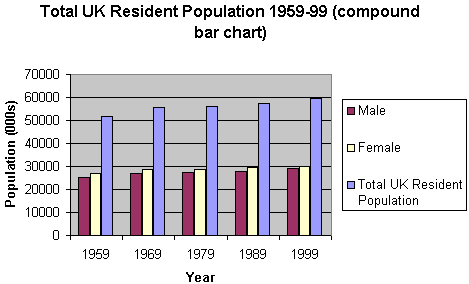 Total UK Resident Population 1959-99 (compound
bar chart)
70000
60000
50000
40000
30000
20000
10000
0
Population (000s)
1959 1969 1979 1989 1999
Year
Male
Female
Total UK Resident
Population